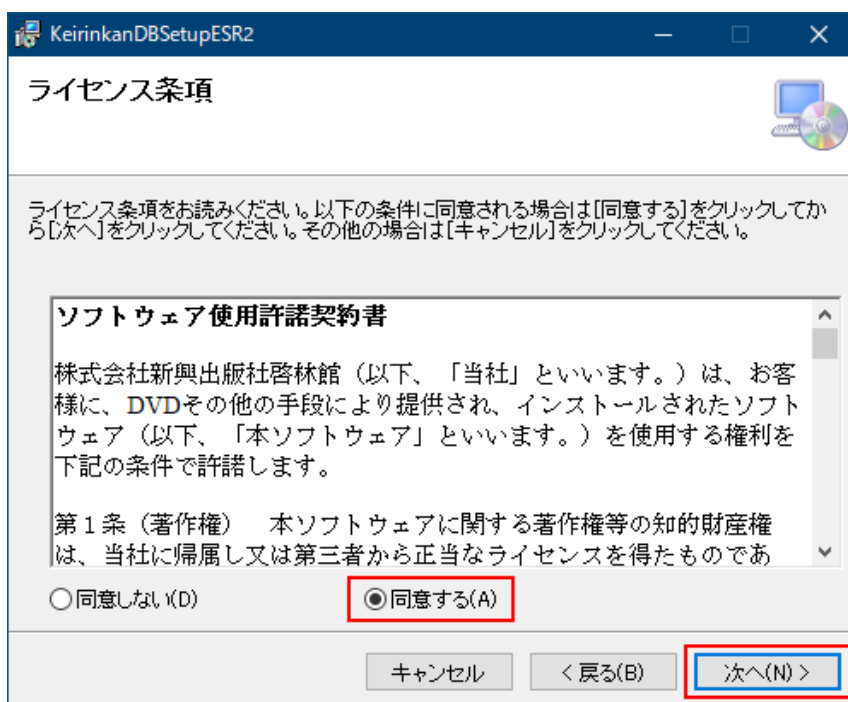 KeirinkanDBSetupESR2
ライセンス条項
ライセンス条項をお読みください。以下の条件に同意される場合は[同意する]をクリックしてか
ら[次へ]をクリックしてください。その他の場合は[キャンセル]をクリックしてください。
ソフトウェア使用許諾契約書
株式会社新興出版社啓林館（以下、「当社」といいます。）は、お客
様に、DVDその他の手段により提供され、インストールされたソフト
ウェア（以下、「本ソフトウェア」といいます。）を使用する権利を
下記の条件で許諾します。
第１条（著作権）　本ソフトウェアに関する著作権等の知的財産権
は、当社に帰属し又は第三者から正当なライセンスを得たものであ
同意しない(D)
同意する(A)
キャンセル
< 戻る(B)
次へ(N) >